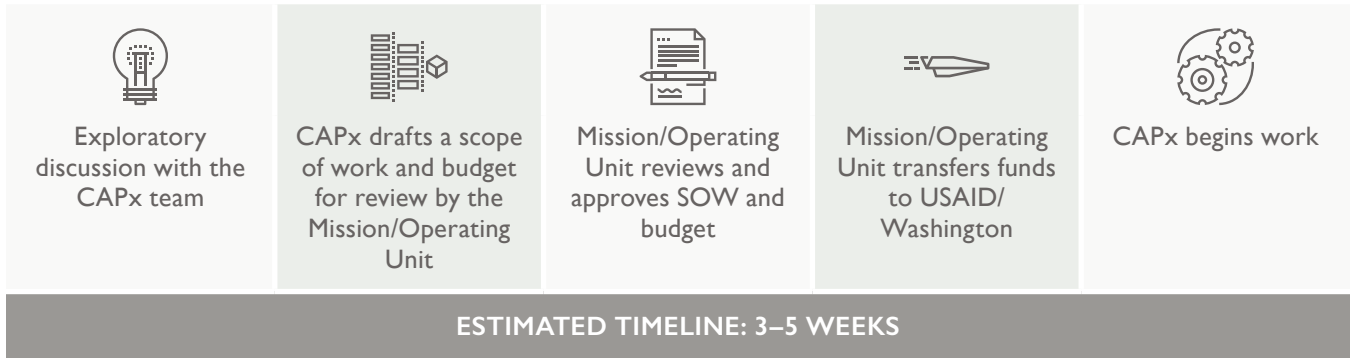 Exploratory
discussion with the
CAPx team
CAPx drafts a scope
of work and budget
for review by the
Mission/Operating
Unit
Mission/Operating
Unit reviews and
approves SOW and
budget
Mission/Operating
Unit transfers funds
to USAID/
Washington
CAPx begins work
ESTIMATED TIMELINE: 3–5 WEEKS